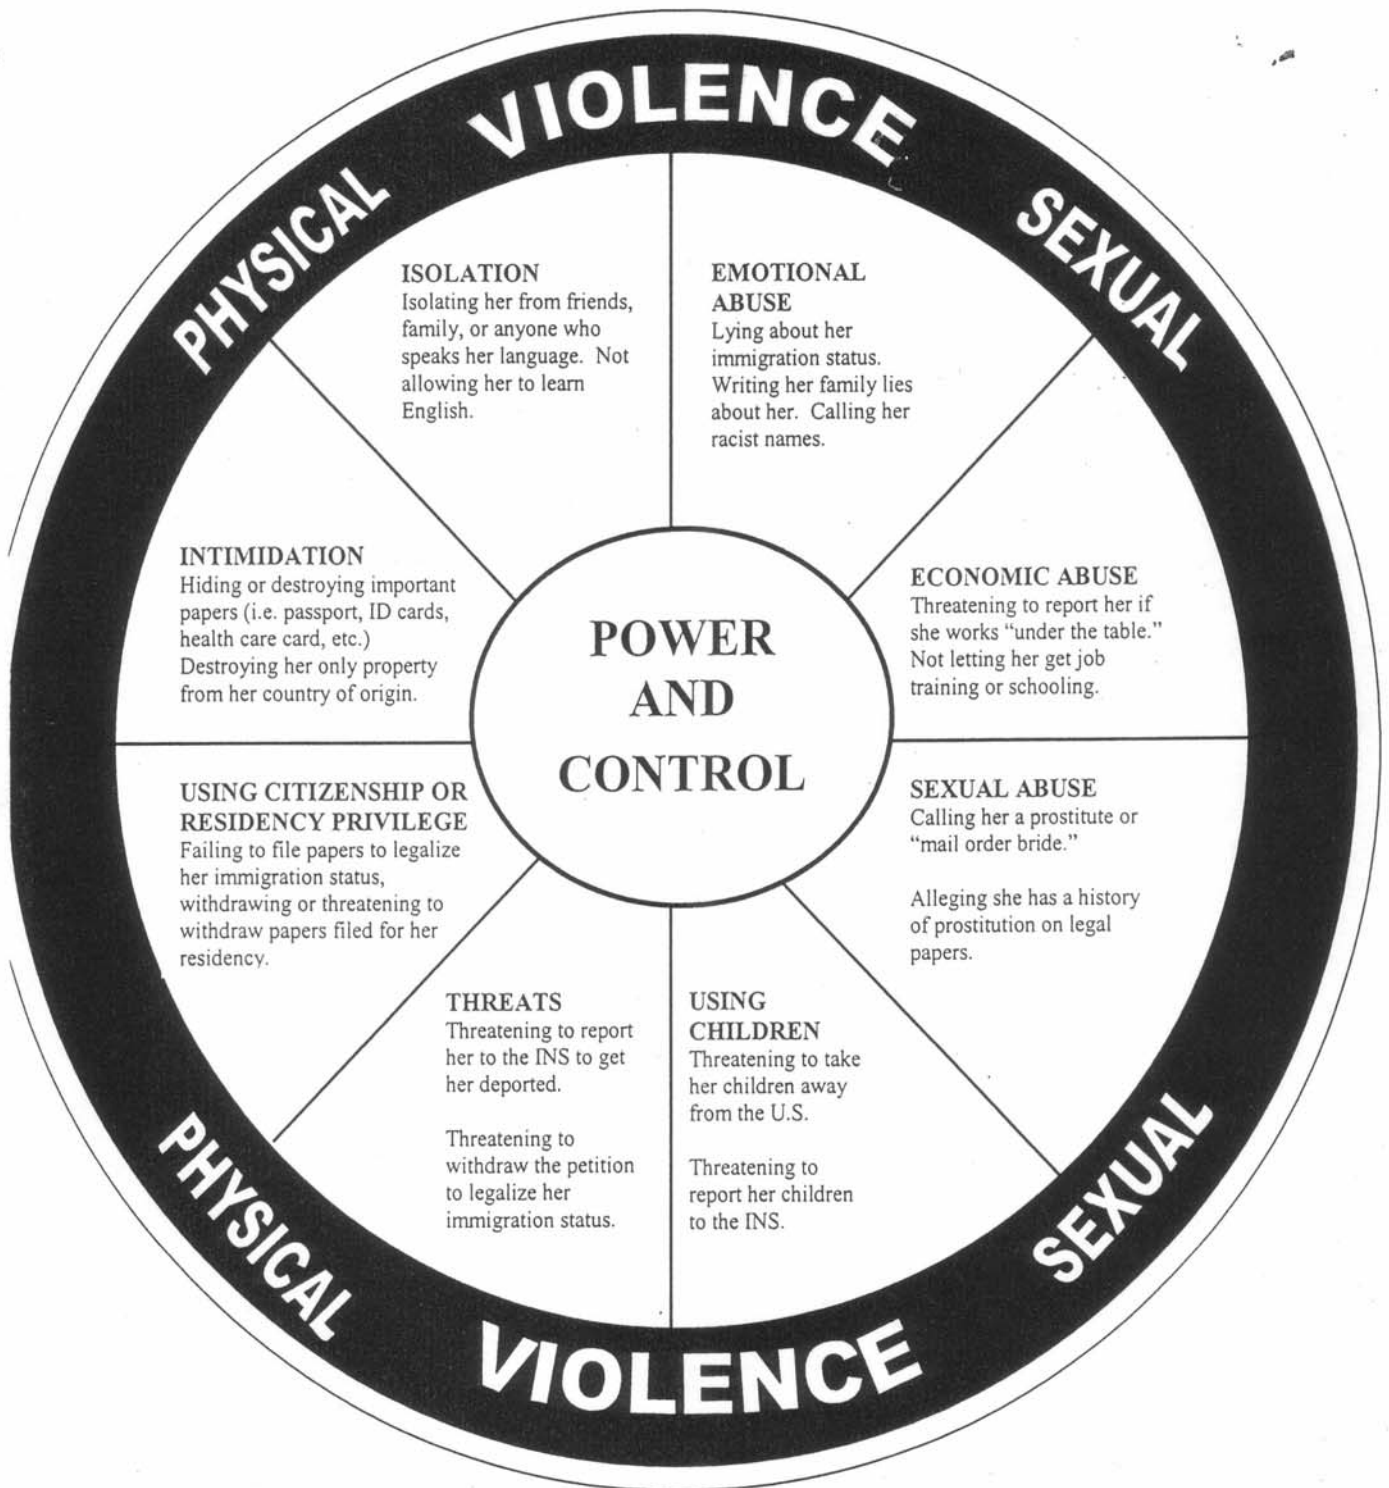 VIOLENCE
PHYSICAL
SEXUAL
ISOLATION
Isolating her from friends,
family, or anyone who
speaks her language.  Not
allowing her to learn
English.
EMOTIONAL
ABUSE
Lying about her
immigration status.
Writing her family lies
about her.  Calling her
racist names.
INTIMIDATION
Hiding or destroying important
papers (i.e. passport, ID cards,
health care card, etc.)
Destroying her only property
from her country of origin.
POWER
AND
CONTROL
ECONOMIC ABUSE
Threatening to report her if
she works “under the table.”
Not letting her get job
training or schooling.
USING CITIZENSHIP OR
RESIDENCY PRIVILEGE
Failing to file papers to legalize
her immigration status,
withdrawing or threatening to
withdraw papers filed for her
residency.
SEXUAL ABUSE
Calling her a prostitute or
“mail order bride.”
Alleging she has a history
of prostitution on legal
papers.
THREATS
Threatening to report
her to the INS to get
her deported.
Threatening to
withdraw the petition
to legalize her
immigration status.
USING
CHILDREN
Threatening to take
her children away
from the U.S.
Threatening to
report her children
to the INS.
PHYSICAL
SEXUAL
VIOLENCE